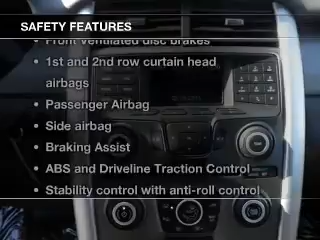 SAFETY FEATURES
• Front ventilated disc brakes
• 1st and 2nd row curtain head
airbags
• Passenger Airbag
• Side airbag
• Braking Assist
• ABS and Driveline Traction Control
• Stability control with anti-roll control